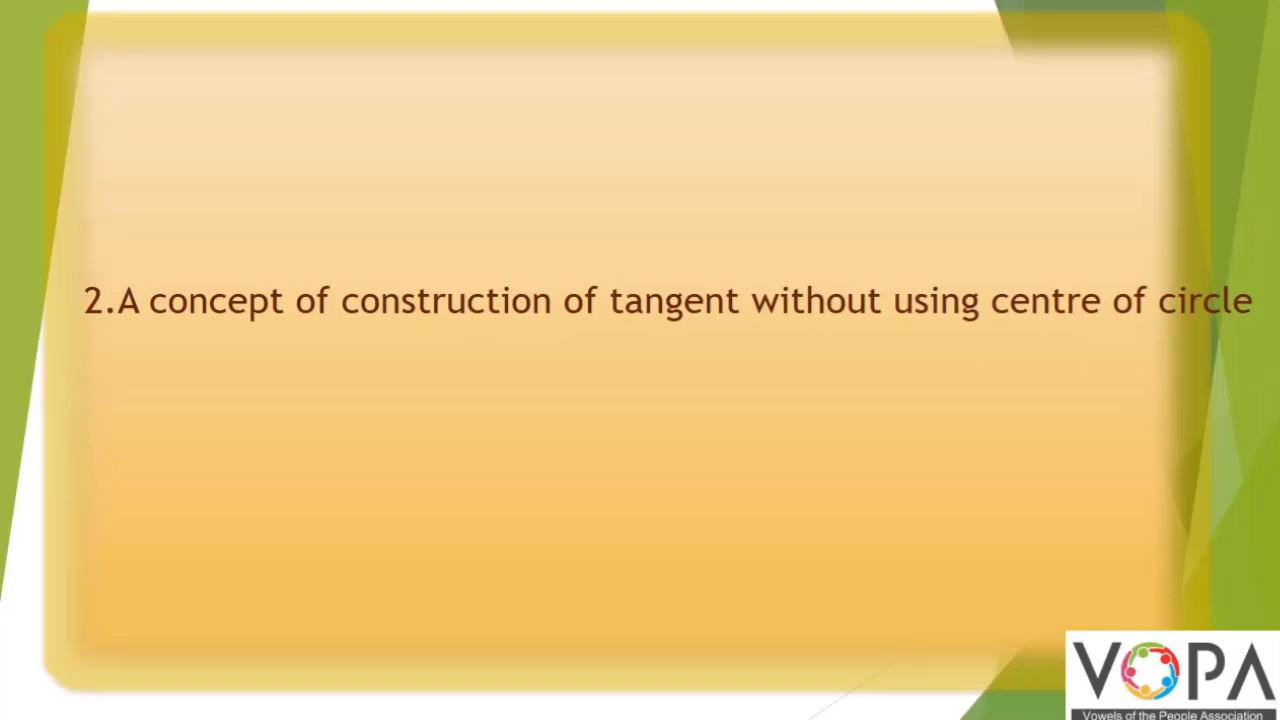 2.A concept of construction of tangent without using centre of circle
VOPA
Vowels of the People Association